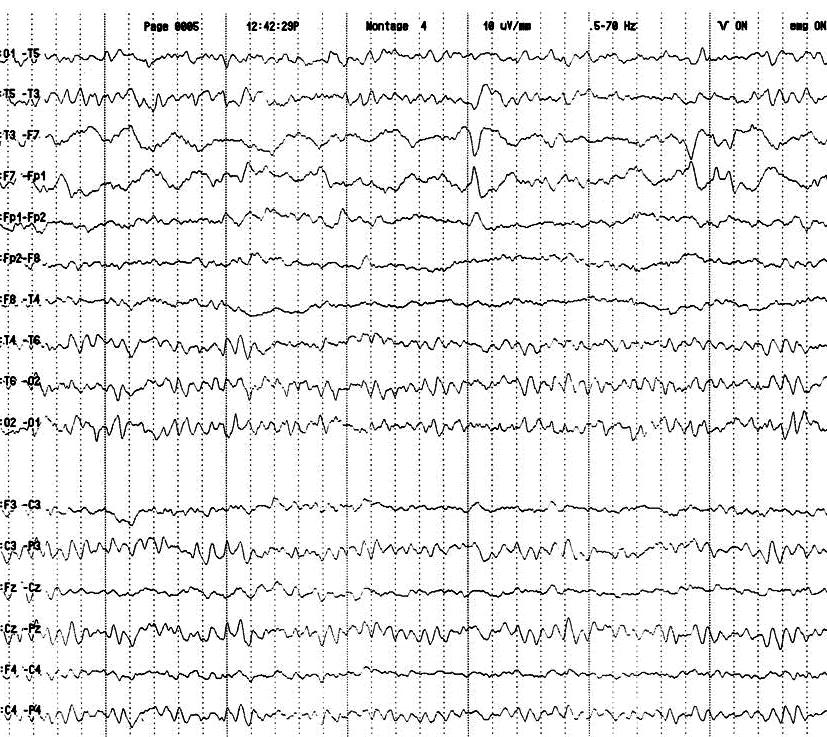 Page 0005 12:42:29P Montage 4 10 uV/mm .5-70 Hz ON emg ON
:O1 -T5
:T5 -T3
:T3 -F7
:F7 -Fp1
:Fp1-Fp2
:Fp2-F8
:F8 -T4
:T4 -T6
:T6 -O2
:O2 -O1
:F3 -C3
:C3 -P3
:Fz -Cz
:Cz -Pz
:F4 -C4
:C4 -P4